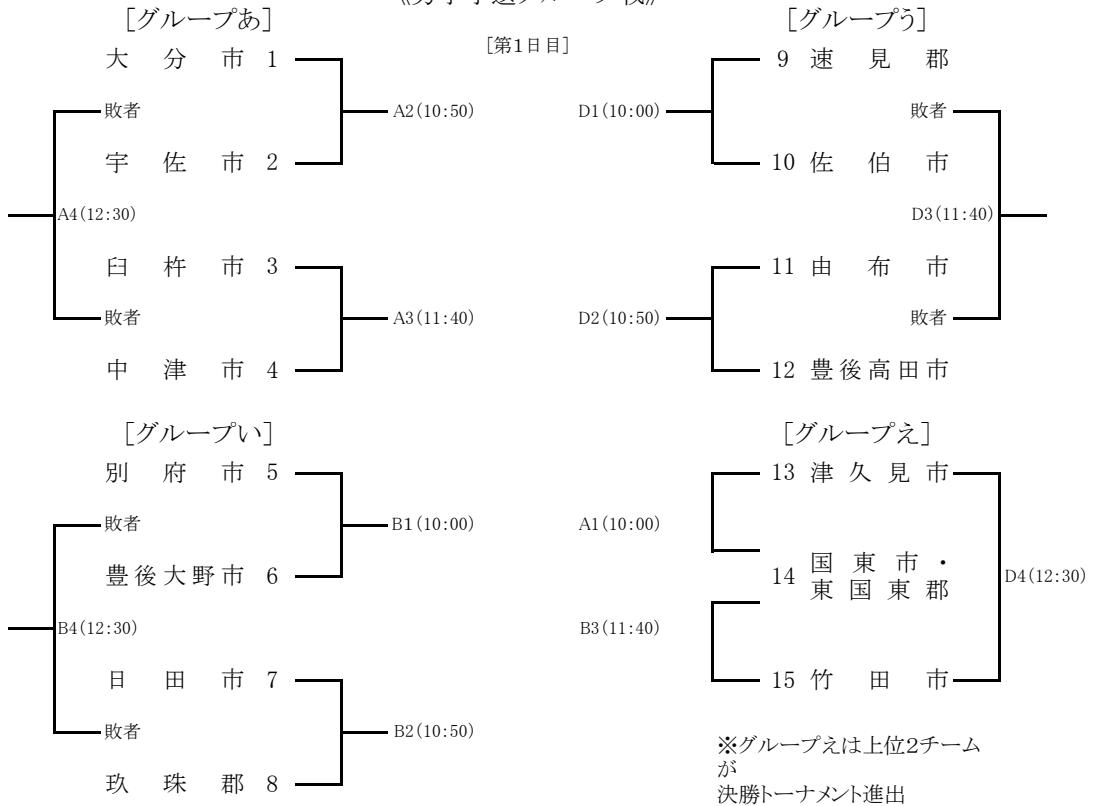 [グループあ]
大分市 1
敗者
A2(10:50)
宇佐市 2
A4(12:30)
臼杵市 3
敗者
A3(11:40)
中津市 4
[第1日目]
[グループう]
9 速見郡
D1(10:00)
敗者
10 佐伯市
D3(11:40)
11 由布市
D2(10:50)
敗者
12 豊後高田市
[グループい]
別府市 5
敗者
B1(10:00)
豊後大野市 6
B4(12:30)
日田市 7
敗者
B2(10:50)
玖珠郡 8
[グループえ]
13 津久見市
A1(10:00)
14 国東市・
東国東郡
D4(12:30)
B3(11:40)
15 竹田市
※グループえは上位2チーム
が
決勝トーナメント進出